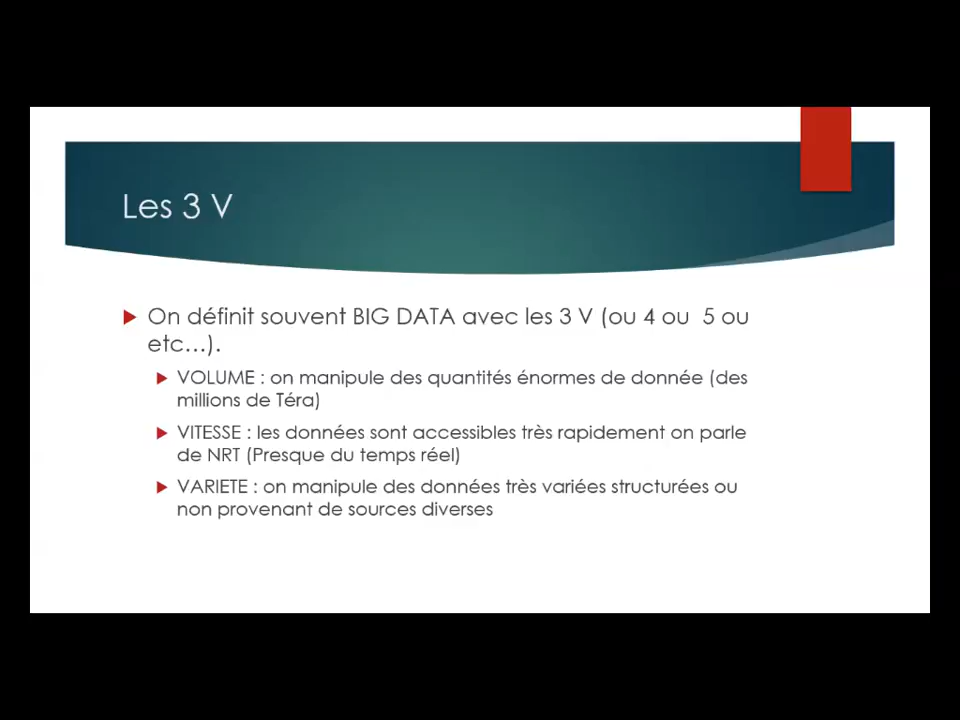 Les 3 V
On définit souvent BIG DATA avec les 3 V (ou 4 ou 5 ou
etc...).
VOLUME : on manipule des quantités énormes de donnée (des
millions de Téra)
VITESSE : les données sont accessibles très rapidement on parle
de NRT (Presque du temps réel)
VARIETE : on manipule des données très variées structurées ou
non provenant de sources diverses